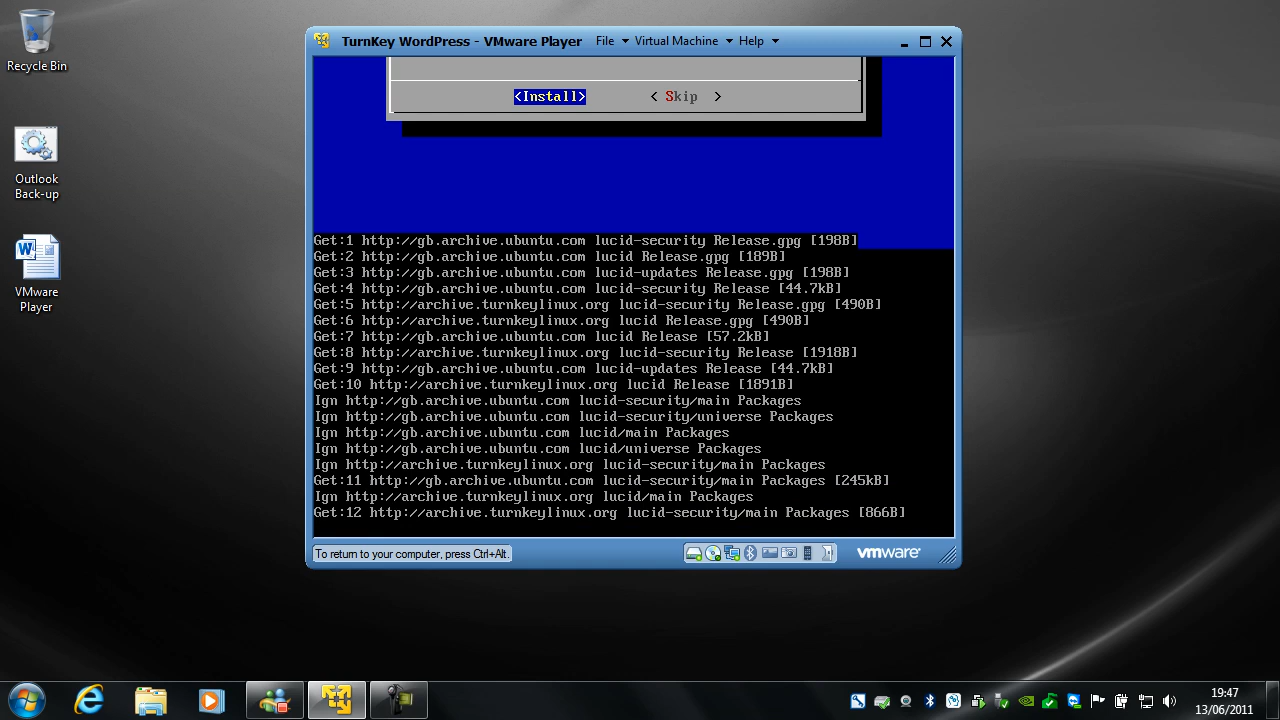 Recycle Bin
Outlook
Back-up
VMware
Player
TurnKey WordPress - VMware Player File Virtual Machine Help
<Install> < Skip >
Get:1 http://gb.archive.ubuntu.com lucid-security Release.gpg [198B]
Get:2 http://gb.archive.ubuntu.com lucid Release.gpg [189B]
Get:3 http://gb.archive.ubuntu.com lucid-updates Release.gpg [198B]
Get:4 http://gb.archive.ubuntu.com lucid-security Release [44.7kB]
Get:5 http://archive.turnkeylinux.org lucid-security Release.gpg [490B]
Get:6 http://archive.turnkeylinux.org lucid Release.gpg [490B]
Get:7 http://gb.archive.ubuntu.com lucid Release [57.2kB]
Get:8 http://archive.turnkeylinux.org lucid-security Release [1918B]
Get:9 http://gb.archive.ubuntu.com lucid-updates Release [44.7kB]
Get:10 http://archive.turnkeylinux.org lucid Release [1891B]
Ign http://gb.archive.ubuntu.com lucid-security/main Packages
Ign http://gb.archive.ubuntu.com lucid-security/universe Packages
Ign http://gb.archive.ubuntu.com lucid/main Packages
Ign http://gb.archive.ubuntu.com lucid/universe Packages
Ign http://archive.turnkeylinux.org lucid-security/main Packages
Get:11 http://gb.archive.ubuntu.com lucid-security/main Packages [245kB]
Ign http://archive.turnkeylinux.org lucid/main Packages
Get:12 http://archive.turnkeylinux.org lucid-security/main Packages [866B]
To return to your computer, press Ctrl+Alt.
vmware
19:47
13/06/2011